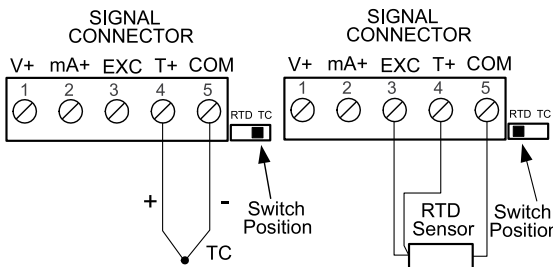 SIGNAL
CONNECTOR
V+ mA+ EXC T+ COM
1 2 3 4 5
RTD TC
+ -
Switch
Position
TC
SIGNAL
CONNECTOR
V+ mA+ EXC T+ COM
1 2 3 4 5
RTD TC
RTD
Sensor
Switch
Position